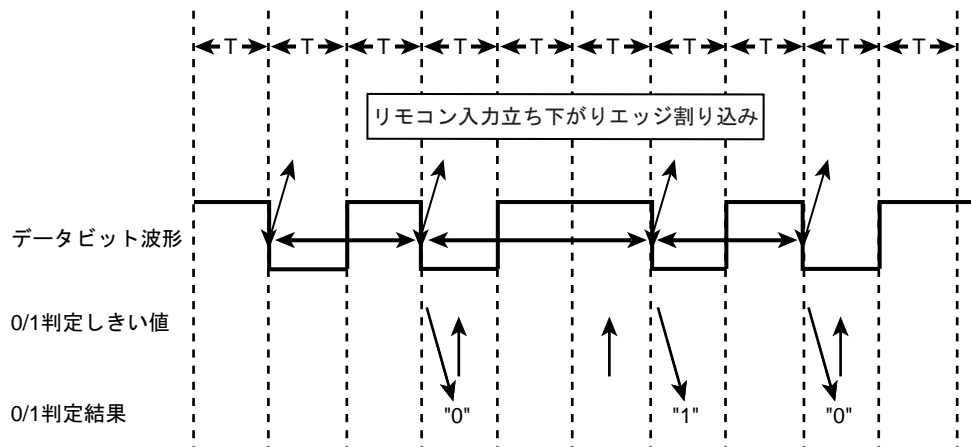 T T T T T T T T T T
リモコン入力立ち下がりエッジ割り込み
データビット波形
0/1判定しきい値
0/1判定結果 "0" "1" "0"